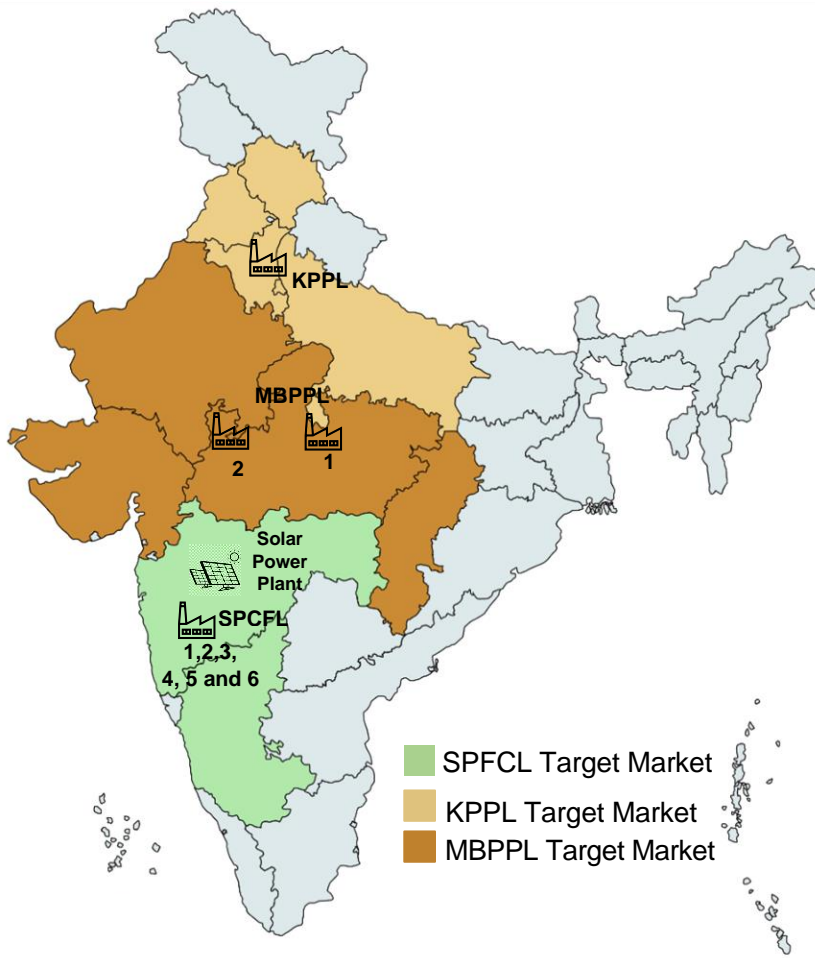 KPPL
MBPPL
2
1
Solar
Power
Plant
SPCFL
1,2,3,
4, 5 and 6
SPFCL Target Market
KPPL Target Market
MBPPL Target Market